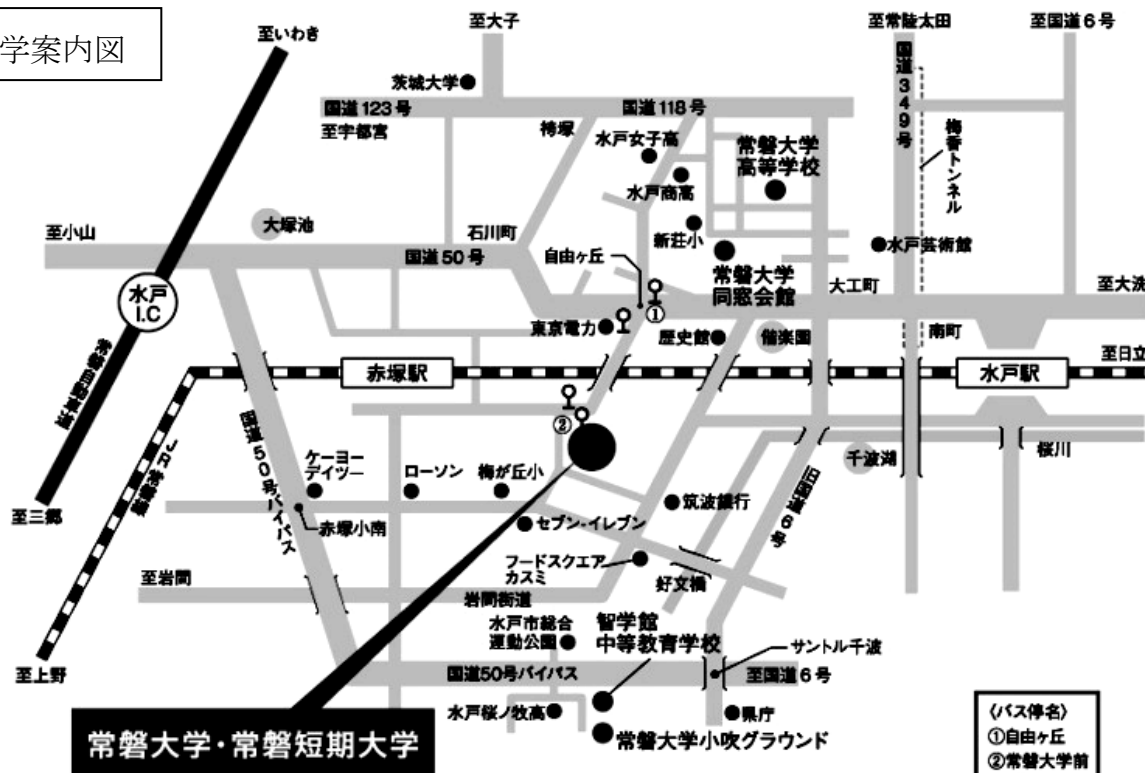 学案内図
至いわき
至大子
至常陸太田
至国道6号
茨城大学
国道123号
国道118号
国道349号
至宇都宮
袴塚
水戸女子高
常磐大学
高等学校
梅香トンネル
水戸商高
至小山
大塚池
石川町
新荘小
水戸芸術館
国道50号
自由ヶ丘
常磐大学
同窓会館
大工町
至大洗
水戸
I.C
①
東京電力
歴史館
偕楽園
南町
至日立
常磐自動車道
赤塚駅
水戸駅
②
国道50号バイパス
JR常磐線
ケーヨー
デイツー
ローソン
梅が丘小
千波湖
桜川
筑波銀行
旧国道6号
至三郷
赤塚小南
セブン-イレブン
フードスクエア
カスミ
好文橋
至岩間
岩間街道
水戸市総合
運動公園
智学館
中等教育学校
サントル千波
至上野
国道50号バイパス
至国道6号
水戸桜ノ牧高
県庁
常磐大学小吹グラウンド
常磐大学・常磐短期大学
〈バス停名〉
①自由ヶ丘
②常磐大学前